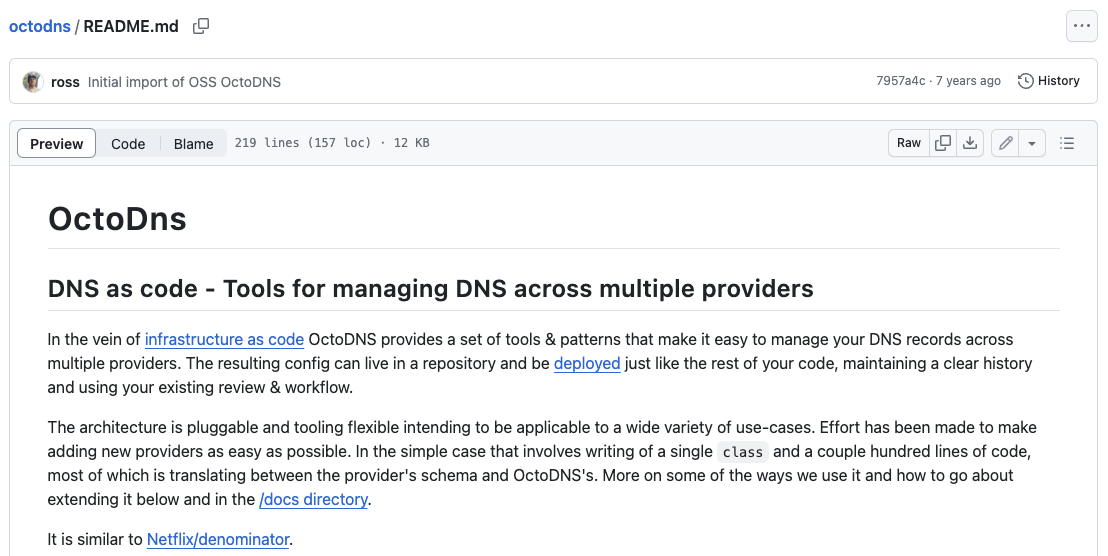 octodns / README.md
ross Initial import of OSS OctoDNS 7957a4c · 7 years ago History
Preview Code Blame 219 lines (157 loc) · 12 KB Raw
OctoDns
DNS as code - Tools for managing DNS across multiple providers
In the vein of infrastructure as code OctoDNS provides a set of tools & patterns that make it easy to manage your DNS records across
multiple providers. The resulting config can live in a repository and be deployed just like the rest of your code, maintaining a clear history
and using your existing review & workflow.
The architecture is pluggable and tooling flexible intending to be applicable to a wide variety of use-cases. Effort has been made to make
adding new providers as easy as possible. In the simple case that involves writing of a single class and a couple hundred lines of code,
most of which is translating between the provider's schema and OctoDNS's. More on some of the ways we use it and how to go about
extending it below and in the /docs directory.
It is similar to Netflix/denominator.